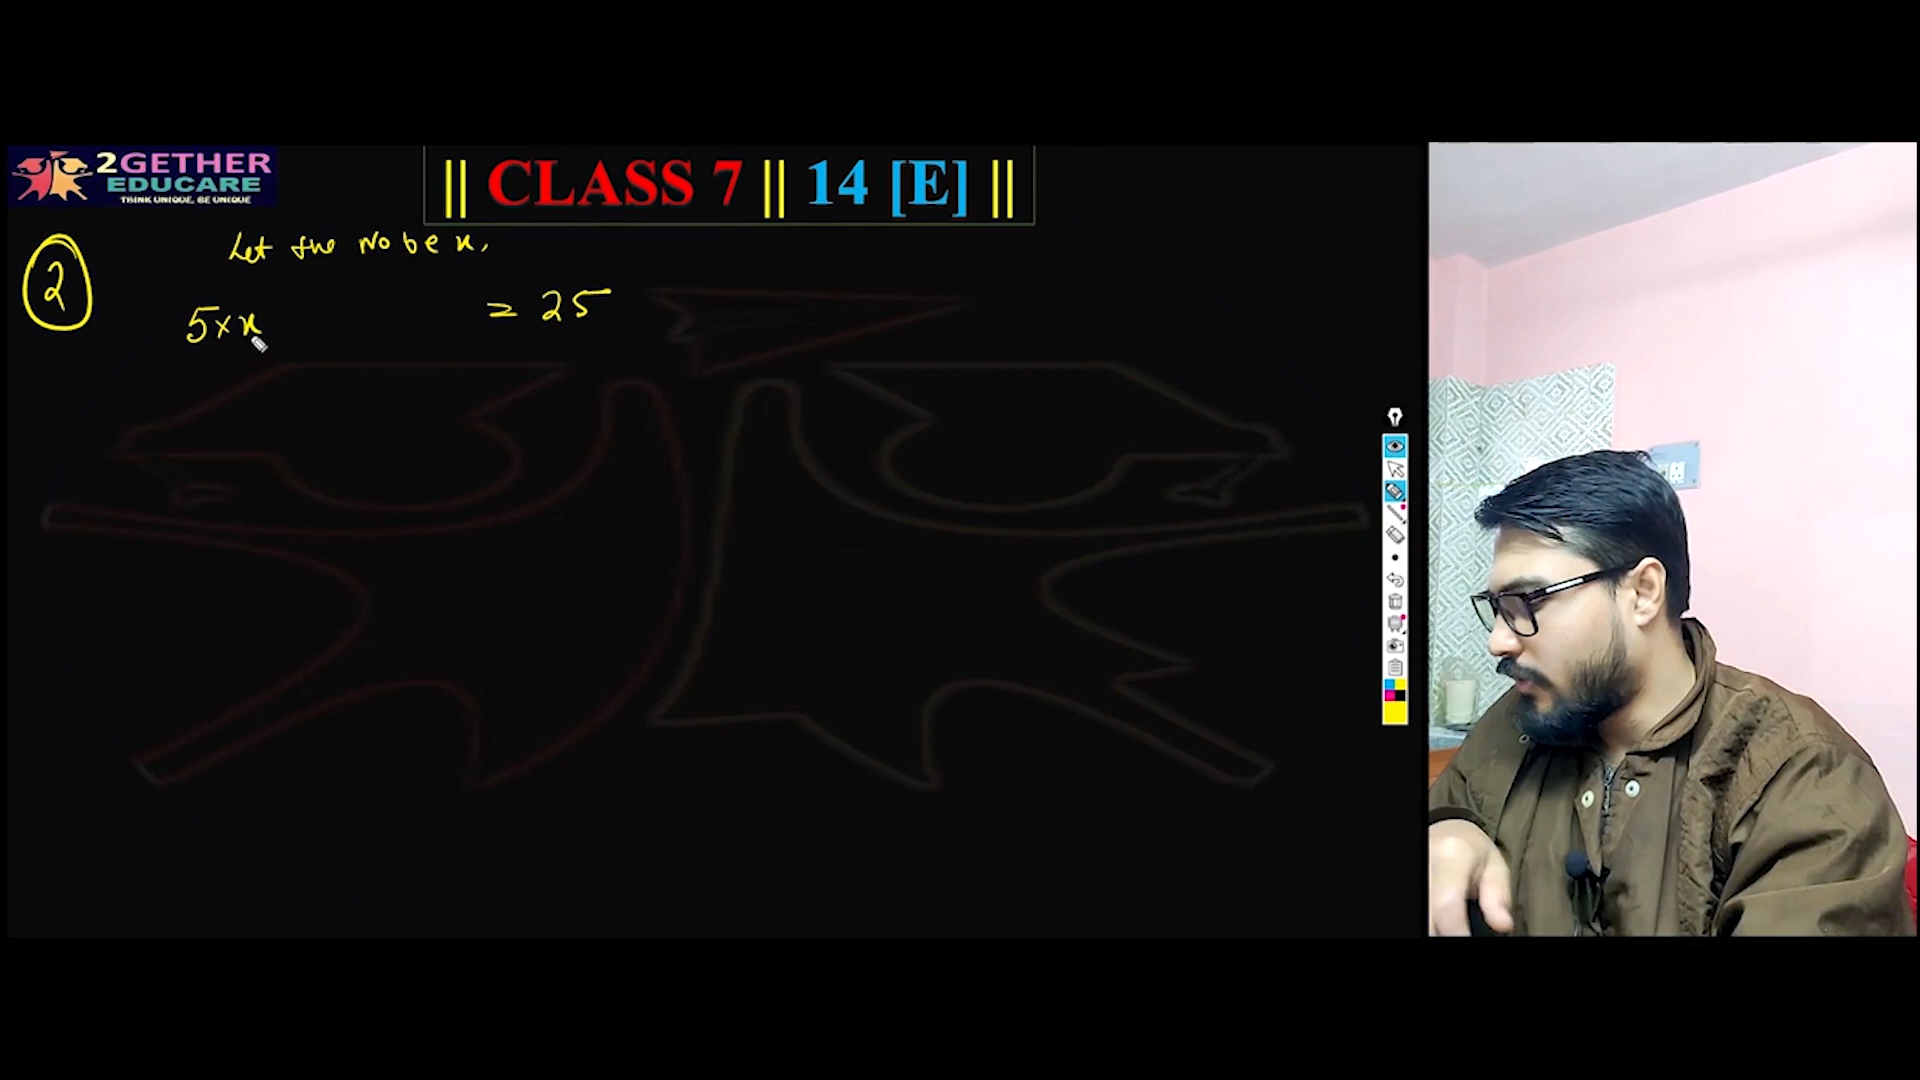 2GETHER
EDUCARE
THINK UNIQUE, BE UNIQUE
|| CLASS 7 || 14 [E] ||
2
Let the No be x,
5×x = 25